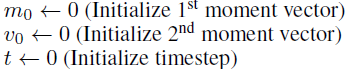 m₀ ← 0 (Initialize 1ˢᵗ moment vector)
v₀ ← 0 (Initialize 2ⁿᵈ moment vector)
t ← 0 (Initialize timestep)